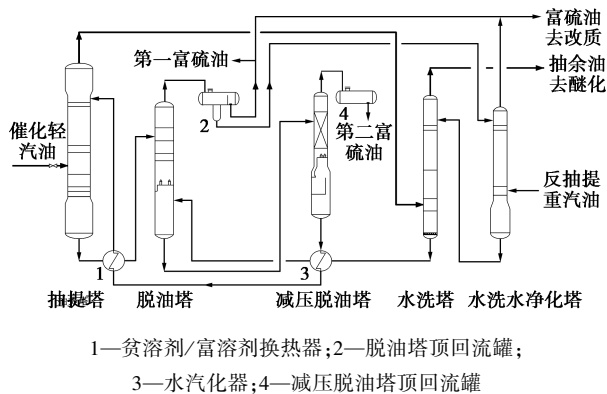 富硫油
去改质
第一富硫油
抽余油
去醚化
2
4
第二富
硫油
催化轻
汽油
反抽提
重汽油
1
3
抽提塔
脱油塔
减压脱油塔
水洗塔
水洗水净化塔
1—贫溶剂/富溶剂换热器;2—脱油塔顶回流罐;
3—水汽化器;4—减压脱油塔顶回流罐